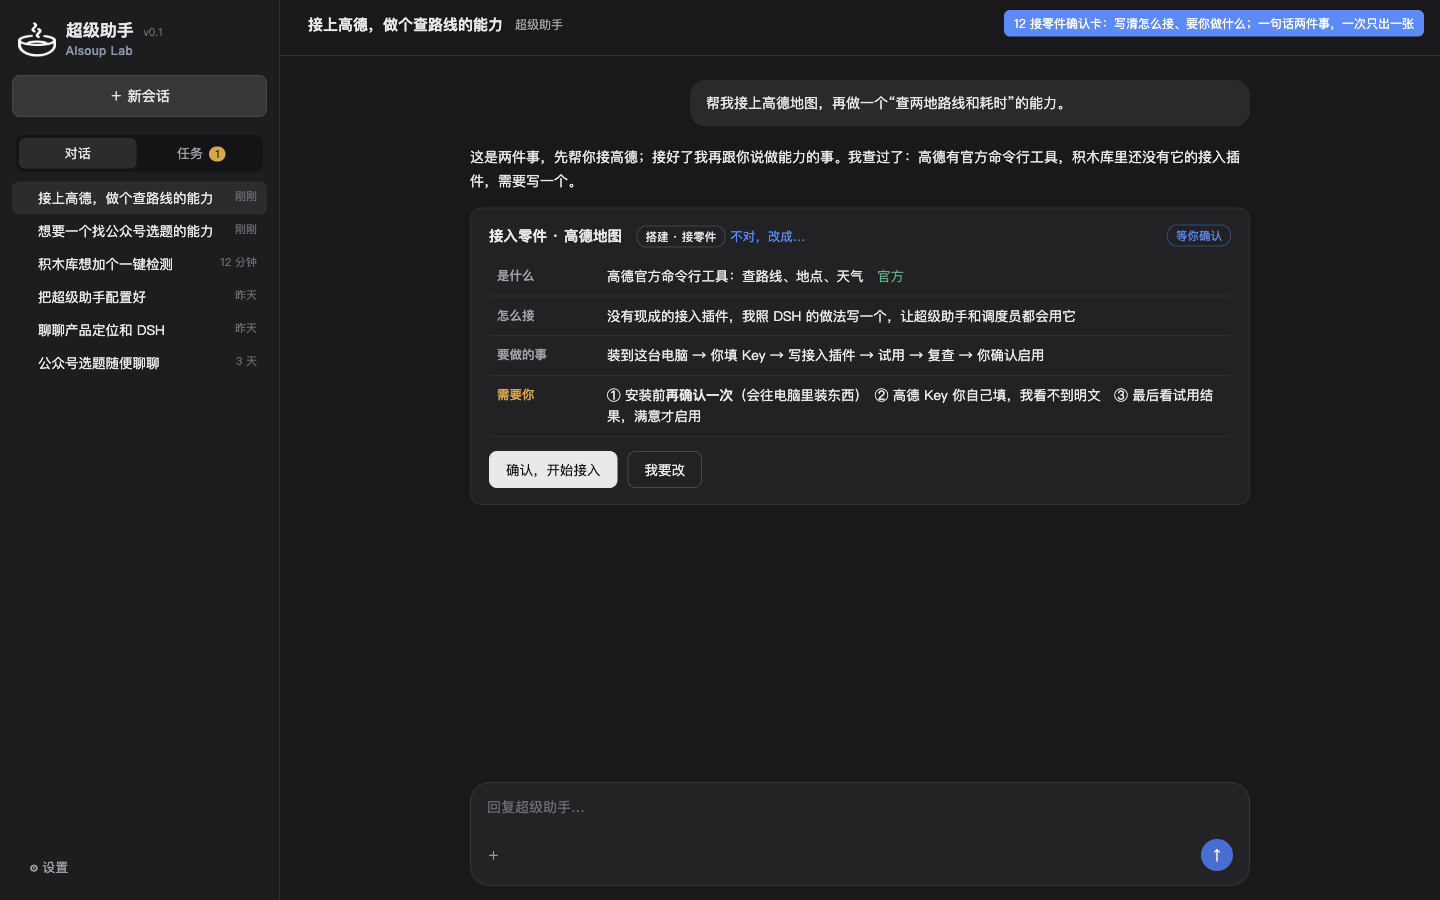 超级助手 v0.1
AIsoup Lab
+ 新会话
对话 任务 1
接上高德，做个查路线的能力 刚刚
想要一个找公众号选题的能力 刚刚
积木库想加个一键检测 12 分钟
把超级助手配置好 昨天
聊聊产品定位和 DSH 昨天
公众号选题随便聊聊 3 天
设置
接上高德，做个查路线的能力 超级助手
12 接零件确认卡：写清怎么接、要你做什么；一句话两件事，一次只出一张
帮我接上高德地图，再做一个“查两地路线和耗时”的能力。
这是两件事，先帮你接高德；接好了我再跟你说做能力的事。我查过了：高德有官方命令行工具，积木库里还没有它的接入插
件，需要写一个。
接入零件 · 高德地图 搭建 · 接零件 不对，改成… 等你确认
是什么 高德官方命令行工具：查路线、地点、天气 官方
怎么接 没有现成的接入插件，我照 DSH 的做法写一个，让超级助手和调度员都会用它
要做的事 装到这台电脑 → 你填 Key → 写接入插件 → 试用 → 复查 → 你确认启用
需要你 ① 安装前再确认一次（会往电脑里装东西） ② 高德 Key 你自己填，我看不到明文 ③ 最后看试用结
果，满意才启用
确认，开始接入 我要改
回复超级助手…
+
↑